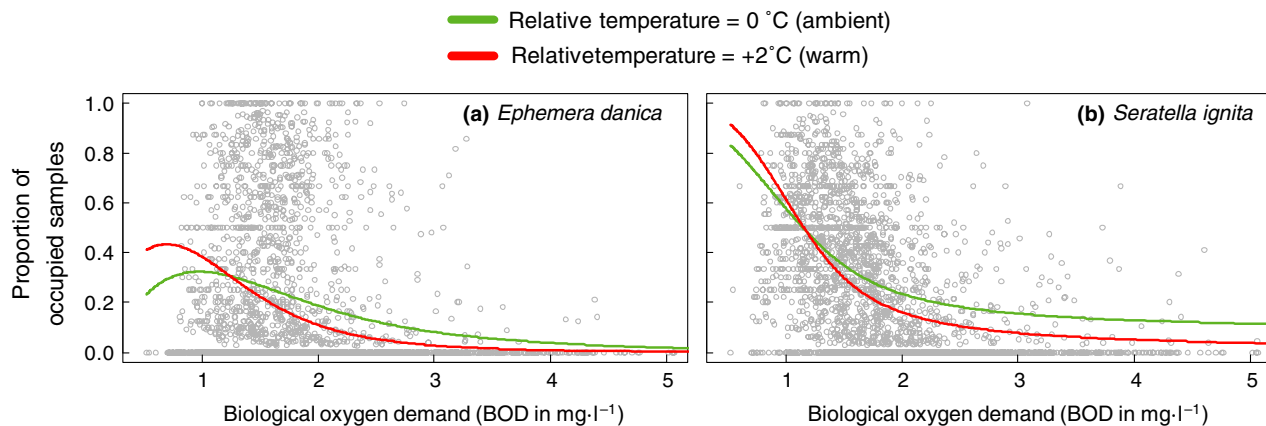 Relative temperature = 0 °C (ambient)
Relativetemperature = +2°C (warm)
(a) Ephemera danica
(b) Seratella ignita
Proportion of
occupied samples
1.0
0.8
0.6
0.4
0.2
0.0
1 2 3 4 5
1 2 3 4 5
Biological oxygen demand (BOD in mg·l⁻¹)
Biological oxygen demand (BOD in mg·l⁻¹)